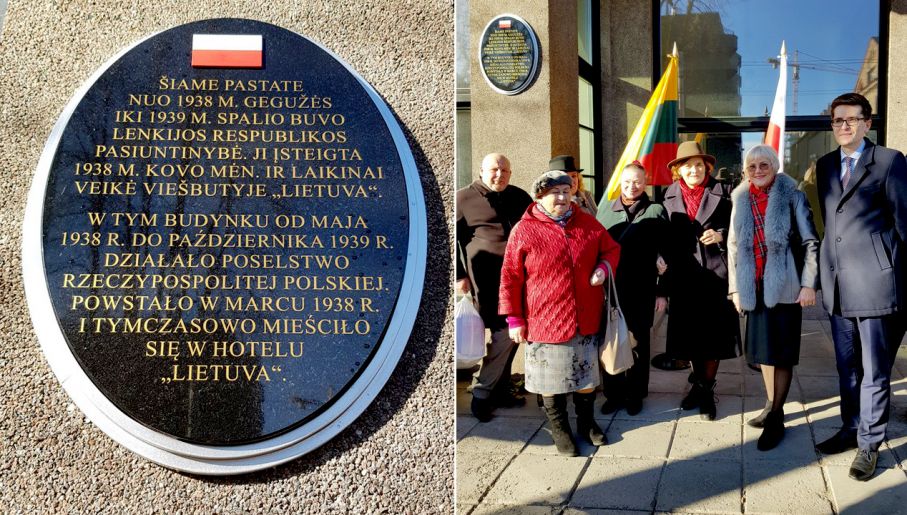 ŠIAME PASTATE
NUO 1938 M. GEGUŽĖS
IKI 1939 M. SPALIO BUVO
LENKIJOS RESPUBLIKOS
PASIUNTINYBĖ. JI ĮSTEIGTA
1938 M. KOVO MĖN. IR LAIKINAI
VEIKĖ VIEŠBUTYJE „LIETUVA”.
W TYM BUDYNKU OD MAJA
1938 R. DO PAŹDZIERNIKA 1939 R.
DZIAŁAŁO POSELSTWO
RZECZYPOSPOLITEJ POLSKIEJ.
POWSTAŁO W MARCU 1938 R.
I TYMCZASOWO MIEŚCIŁO
SIĘ W HOTELU
„LIETUVA”.